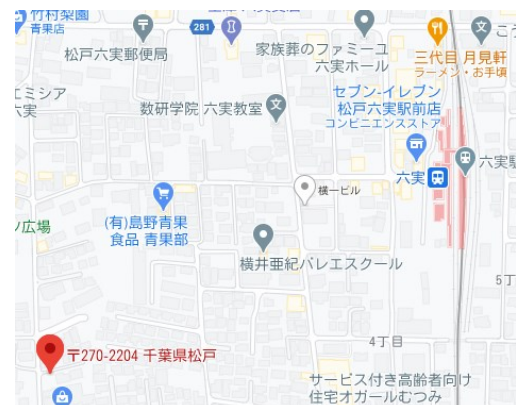 竹村梨園
青果店
松戸六実郵便局
281
家族葬のファミーユ
六実ホール
三代目 月見軒
ラーメン・お手頃
エミシア
六実
数研学院 六実教室
セブン-イレブン
松戸六実駅前店
コンビニエンスストア
六実
六実駅
横一ビル
ノ広場
(有)島野青果
食品 青果部
横井亜紀バレエスクール
5丁
4丁目
〒270-2204 千葉県松戸
サービス付き高齢者向け
住宅オガールむつみ